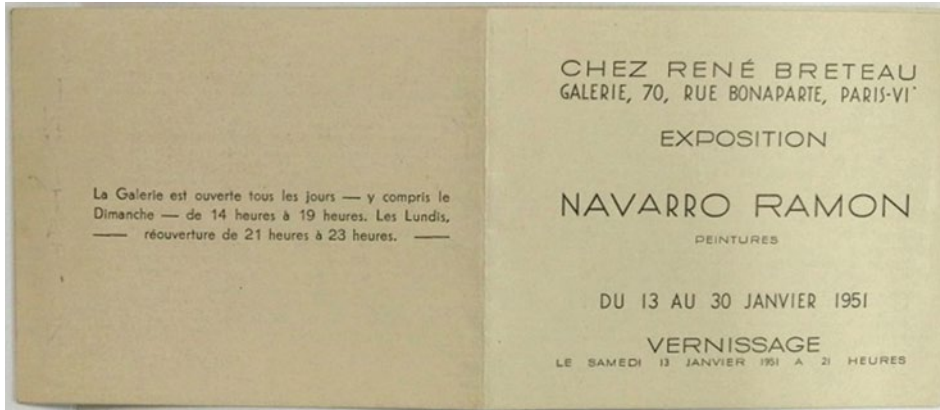 La Galerie est ouverte tous les jours — y compris le
Dimanche — de 14 heures à 19 heures. Les Lundis,
—— réouverture de 21 heures à 23 heures. ——
CHEZ RENÉ BRETEAU
GALERIE, 70, RUE BONAPARTE, PARIS-VIᵉ
EXPOSITION
NAVARRO RAMON
PEINTURES
DU 13 AU 30 JANVIER 1951
VERNISSAGE
LE SAMEDI 13 JANVIER 1951 A 21 HEURES